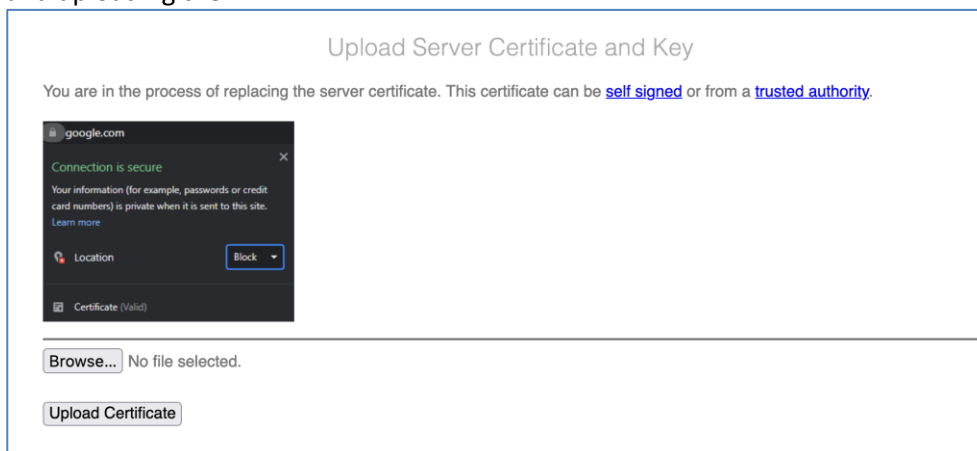 Upload Server Certificate and Key
You are in the process of replacing the server certificate. This certificate can be self signed or from a trusted authority.
google.com
Connection is secure
Your information (for example, passwords or credit
card numbers) is private when it is sent to this site.
Learn more
Location
Block
Certificate (Valid)
Browse... No file selected.
Upload Certificate